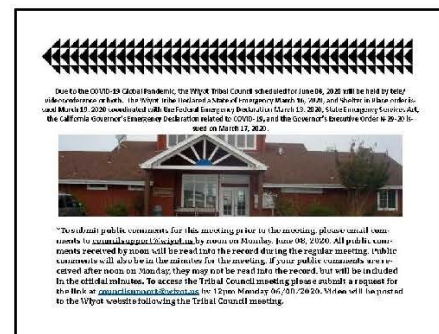 Due to the COVID-19 Global Pandemic, the Wiyot Tribal Council scheduled for June 08, 2020 will be held by tele/
videoconference or both. The Wiyot Tribe Declared a State of Emergency March 16, 2020, and Shelter in Place order is-
sued March 19, 2020 coordinated with the Federal Emergency Declaration March 13, 2020, State Emergency Services Act,
the California Governor's Emergency Declaration related to COVID-19, and the Governor's Executive Order N-29-20 is-
sued on March 17, 2020.
*To submit public comments for this meeting prior to the meeting, please email com-
ments to councilsupport@wiyot.us by noon on Monday, June 08, 2020. All public com-
ments received by noon will be read into the record during the regular meeting. Public
comments will also be in the minutes for the meeting. If your public comments are re-
ceived after noon on Monday, they may not be read into the record, but will be included
in the official minutes. To access the Tribal Council meeting please submit a request for
the link at councilsupport@wiyot.us by 12pm Monday 06/08/2020. Video will be posted
to the Wiyot website following the Tribal Council meeting.